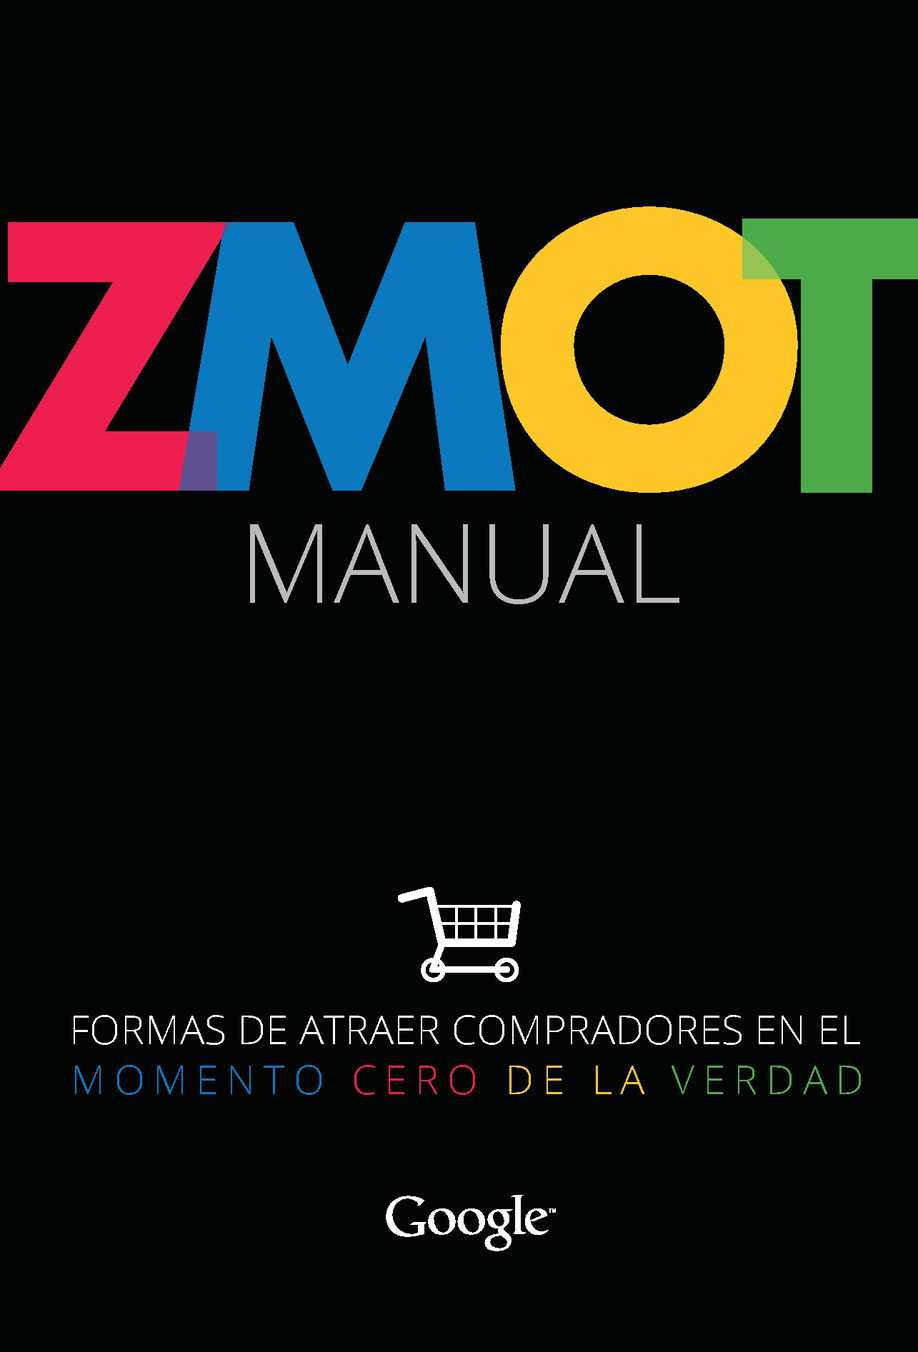 ZMOT
MANUAL
FORMAS DE ATRAER COMPRADORES EN EL
MOMENTO CERO DE LA VERDAD
Google™